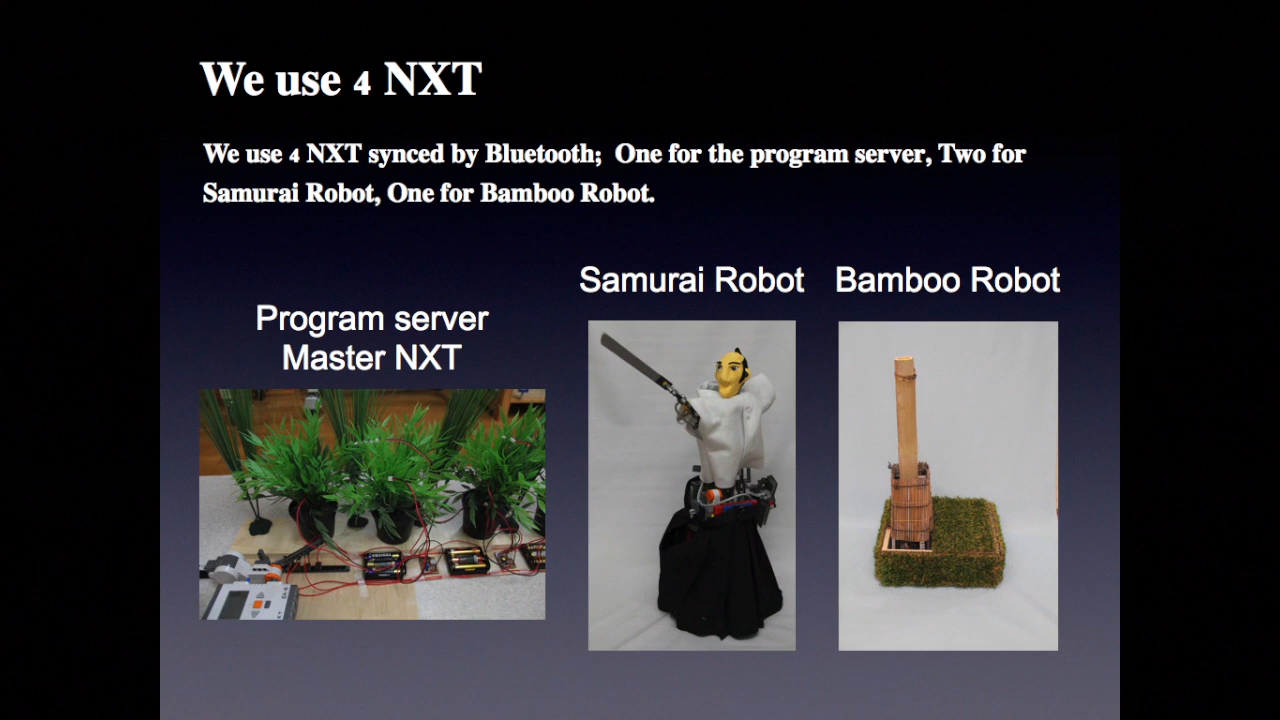 We use 4 NXT
We use 4 NXT synced by Bluetooth;  One for the program server, Two for
Samurai Robot, One for Bamboo Robot.
Samurai Robot
Bamboo Robot
Program server
Master NXT